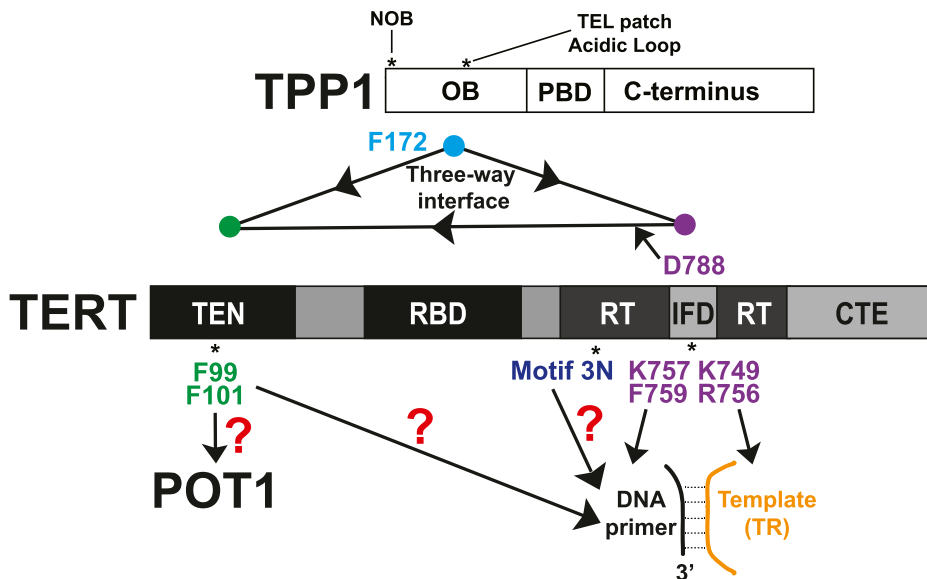 NOB
TEL patch
Acidic Loop
*
*
TPP1
OB
PBD
C-terminus
F172
Three-way
interface
D788
TERT
TEN
RBD
RT
IFD
RT
CTE
*
*
*
F99
F101
Motif 3N
K757 K749
F759 R756
?
?
?
POT1
DNA
primer
Template
(TR)
3’